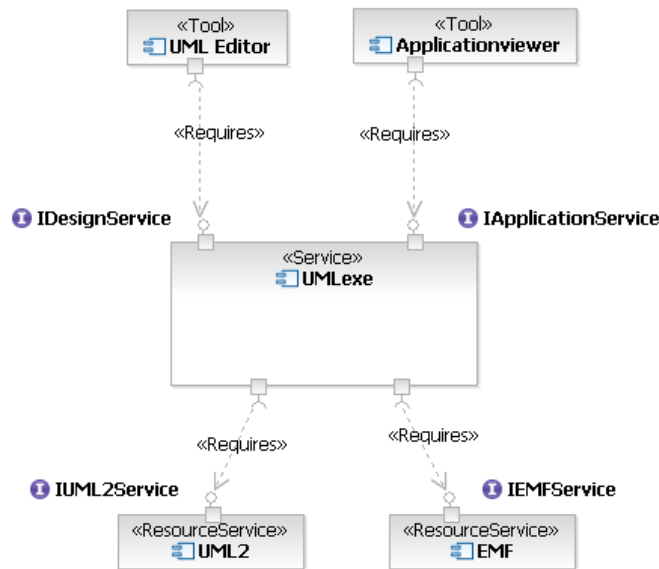 «Tool»
UML Editor
«Tool»
Applicationviewer
«Requires»
«Requires»
IDesignService
IApplicationService
«Service»
UMLexe
«Requires»
«Requires»
IUML2Service
IEMFService
«ResourceService»
UML2
«ResourceService»
EMF